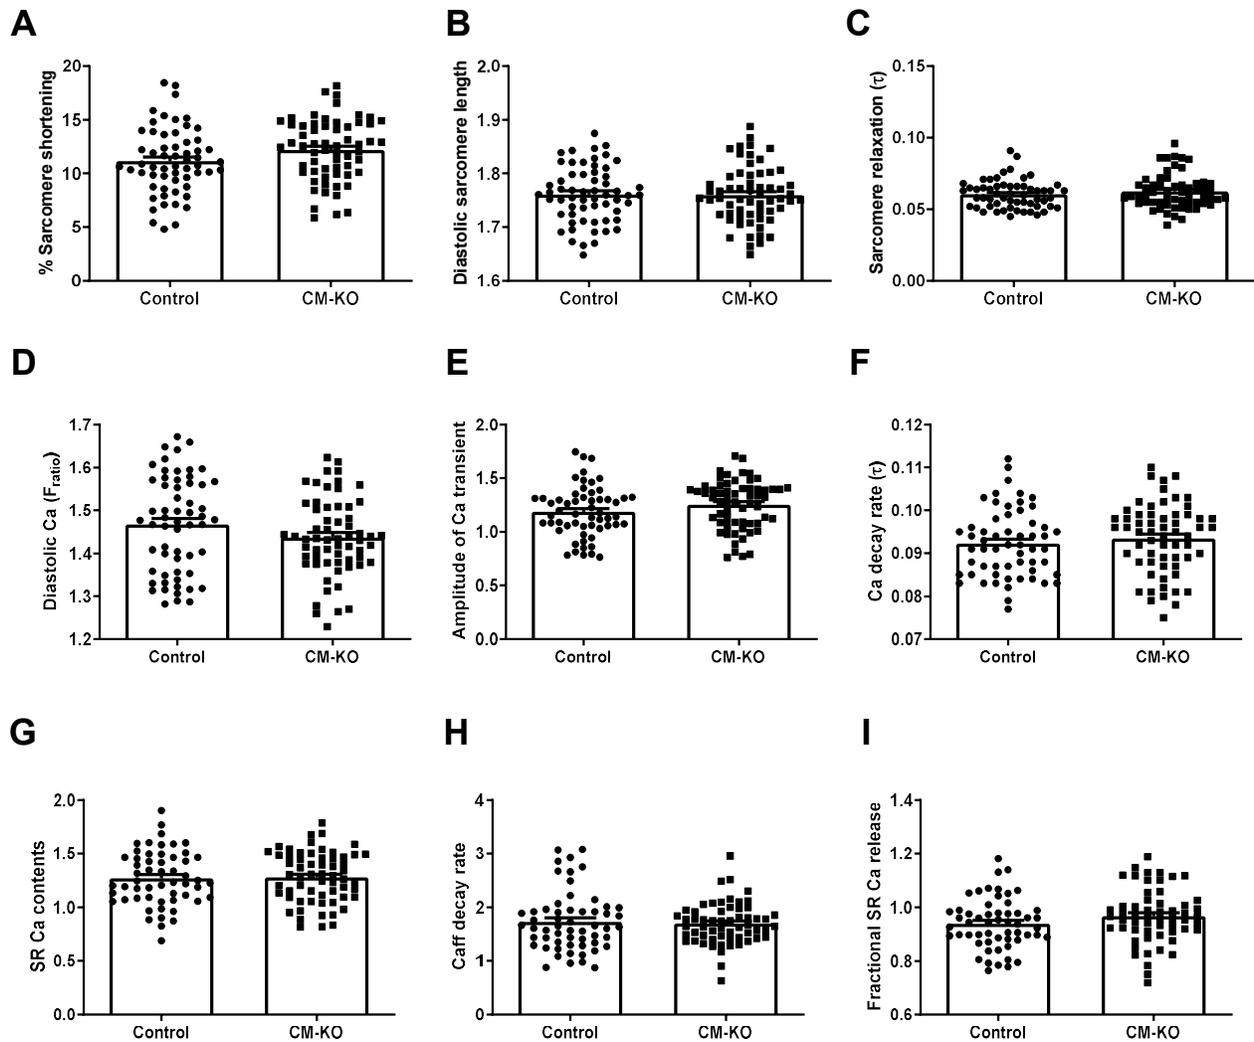 A
% Sarcomere shortening
20
15
10
5
0
Control
CM-KO
B
Diastolic sarcomere length
2.0
1.9
1.8
1.7
1.6
Control
CM-KO
C
Sarcomere relaxation (τ)
0.15
0.10
0.05
0.00
Control
CM-KO
D
Diastolic Ca (Fratio)
1.7
1.6
1.5
1.4
1.3
1.2
Control
CM-KO
E
Amplitude of Ca transient
2.0
1.5
1.0
0.5
0.0
Control
CM-KO
F
Ca decay rate (τ)
0.12
0.11
0.10
0.09
0.08
0.07
Control
CM-KO
G
SR Ca contents
2.0
1.5
1.0
0.5
0.0
Control
CM-KO
H
Caff decay rate
4
3
2
1
0
Control
CM-KO
I
Fractional SR Ca release
1.4
1.2
1.0
0.8
0.6
Control
CM-KO